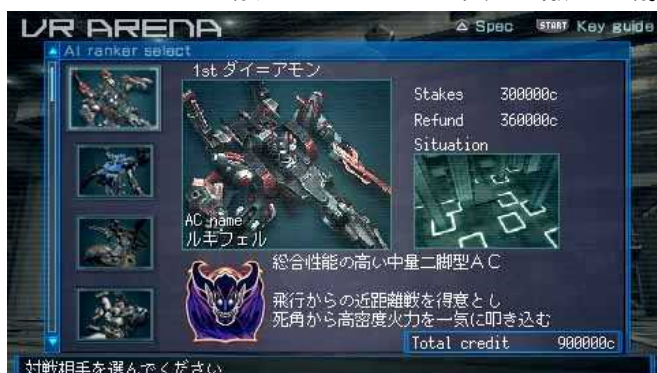 VR ARENA
△ Spec START Key guide
AI ranker select
1st ダイ=アモン
Stakes 300000c
Refund 360000c
Situation
AC name
ルギフェル
総合性能の高い中量二脚型AC
飛行からの近距離戦を得意とし
死角から高密度火力を一気に叩き込む
Total credit 900000c
対戦相手を選んでください